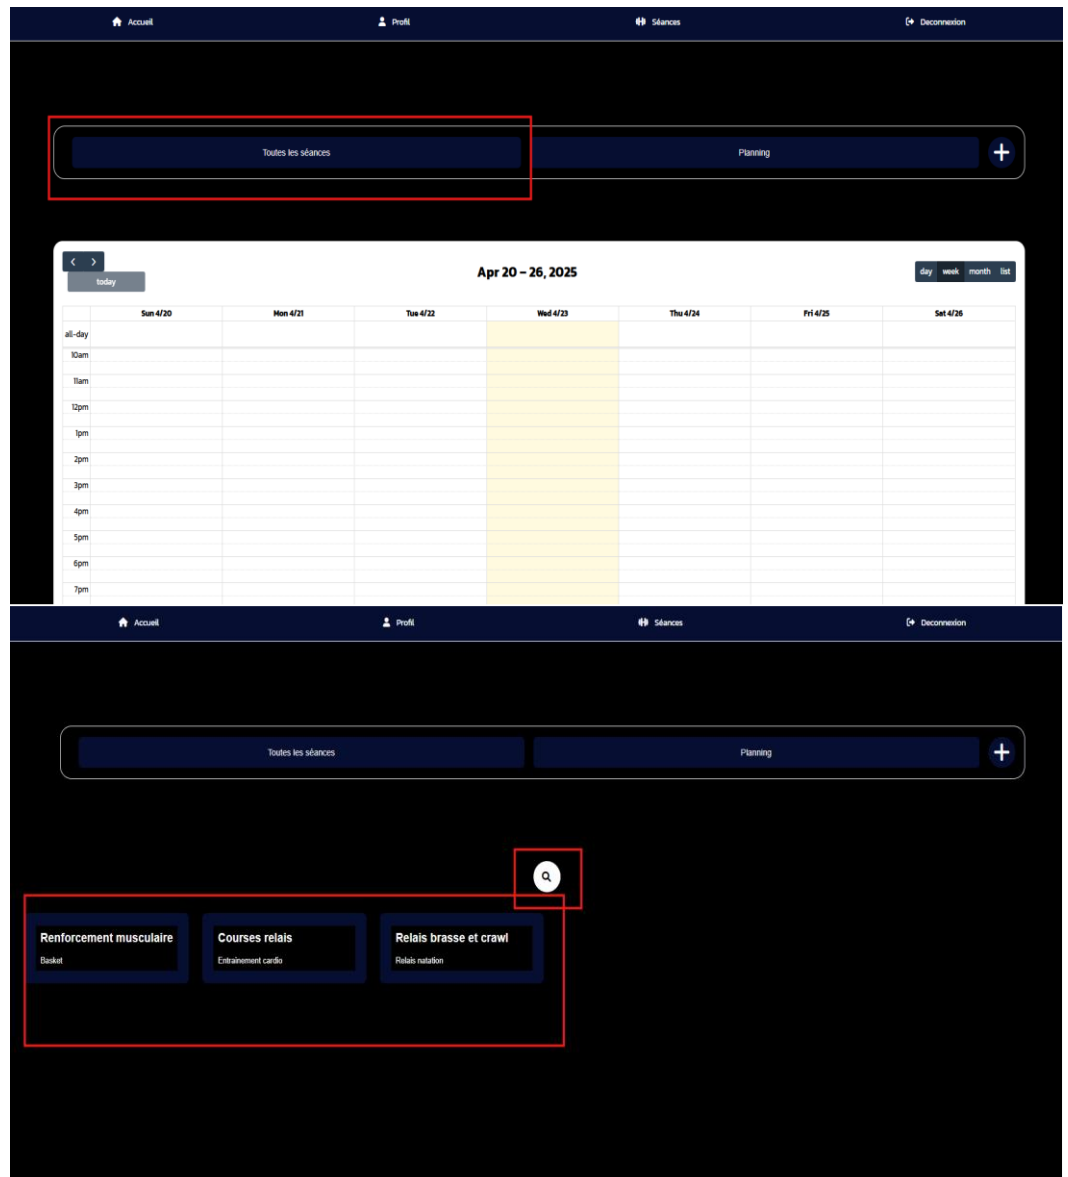 Accueil Profil Séances Deconnexion
Toutes les séances Planning
today
Apr 20 – 26, 2025
day week month list
Sun 4/20 Mon 4/21 Tue 4/22 Wed 4/23 Thu 4/24 Fri 4/25 Sat 4/26
all-day
10am
11am
12pm
1pm
2pm
3pm
4pm
5pm
6pm
7pm
Accueil Profil Séances Deconnexion
Toutes les séances Planning
Renforcement musculaire Courses relais Relais brasse et crawl
Basket Entrainement cardio Relais natation